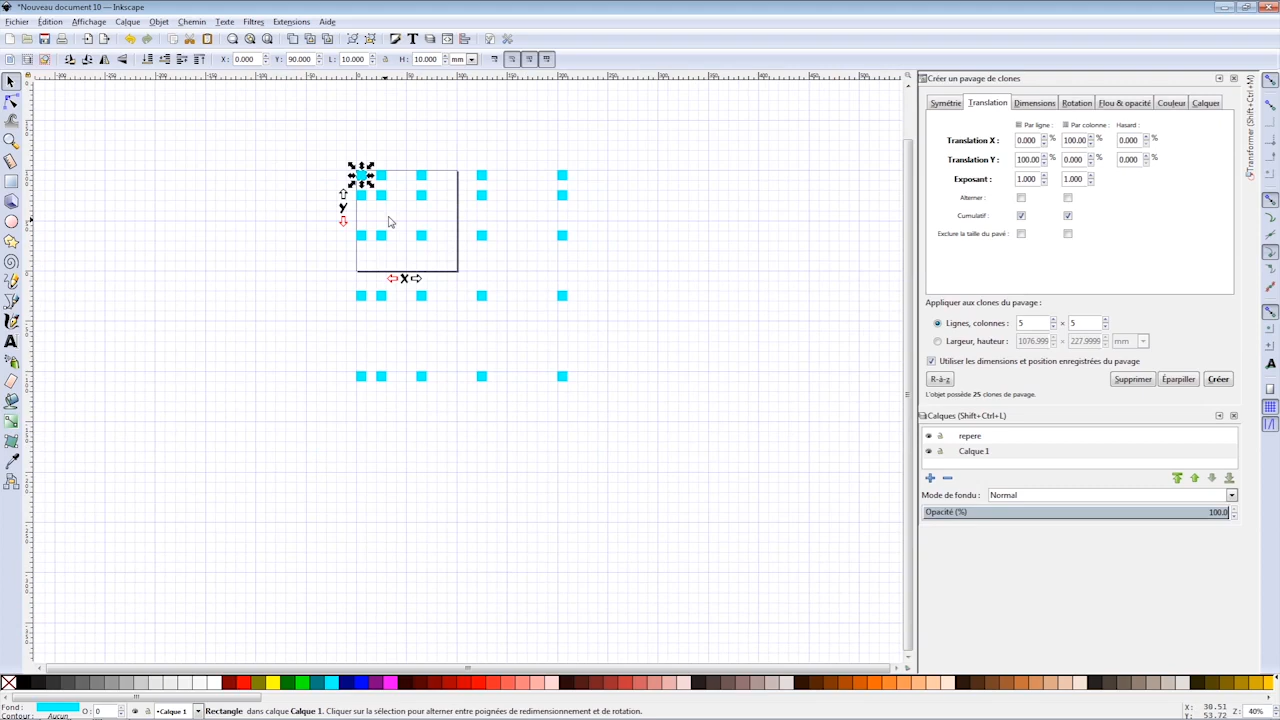 *Nouveau document 10 — Inkscape
Fichier Édition Affichage Calque Objet Chemin Texte Filtres Extensions Aide
X: 0.000 Y: 90.000 L: 10.000 H: 10.000 mm
Créer un pavage de clones
Symétrie Translation Dimensions Rotation Flou & opacité Couleur Calquer
Par ligne : Par colonne : Hasard :
Translation X : 0.000 % 100.00 % 0.000 %
Translation Y : 100.00 % 0.000 % 0.000 %
Exposant : 1.000 1.000
Alterner :
Cumulatif :
Exclure la taille du pavé :
Appliquer aux clones du pavage :
Lignes, colonnes : 5 × 5
Largeur, hauteur : 1076.999 × 227.9999 mm
Utiliser les dimensions et position enregistrées du pavage
R-à-z Supprimer Éparpiller Créer
L'objet possède 25 clones de pavage.
Calques (Shift+Ctrl+L)
repere
Calque 1
Mode de fondu : Normal
Opacité (%) 100.0
Transformer (Shift+Ctrl+M)
Y
X
Fond :
Contour : Aucun
O: 0
•Calque 1
Rectangle dans calque Calque 1. Cliquer sur la sélection pour alterner entre poignées de redimensionnement et de rotation.
X: 30.51
Y: 53.72
Z: 40%